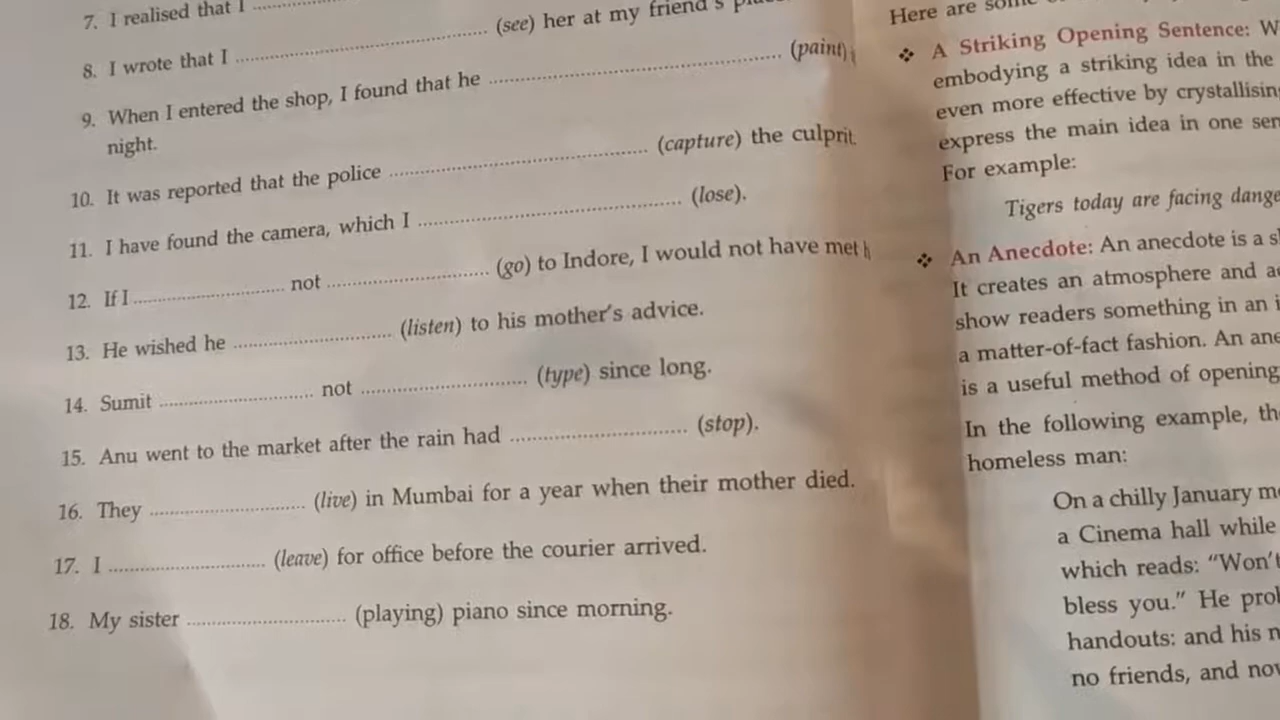 7. I realised that I ..............
8. I wrote that I .............................. (see) her at my friend's
9. When I entered the shop, I found that he .............................. (paint)
night.
10. It was reported that the police .............................. (capture) the culprit.
11. I have found the camera, which I .............................. (lose).
12. If I .............................. not .............................. (go) to Indore, I would not have met
13. He wished he .............................. (listen) to his mother's advice.
14. Sumit .............................. not .............................. (type) since long.
15. Anu went to the market after the rain had .............................. (stop).
16. They .............................. (live) in Mumbai for a year when their mother died.
17. I .............................. (leave) for office before the courier arrived.
18. My sister .............................. (playing) piano since morning.
Here are
❖ A Striking Opening Sentence:
embodying a striking idea in the
even more effective by
express the main idea in one
For example:
Tigers today are facing
❖ An Anecdote: An anecdote is a
It creates an atmosphere and
show readers something in an
a matter-of-fact fashion. An
is a useful method of opening
In the following example,
homeless man:
On a chilly January
a Cinema hall while
which reads: "Won't
bless you." He
handouts: and his
no friends, and